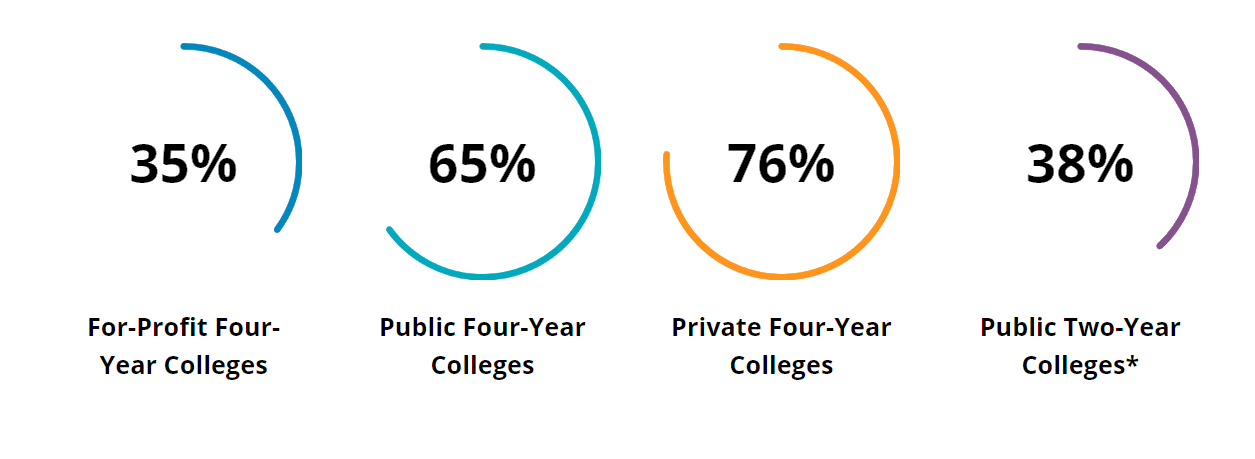 35%
65%
76%
38%
For-Profit Four-
Year Colleges
Public Four-Year
Colleges
Private Four-Year
Colleges
Public Two-Year
Colleges*